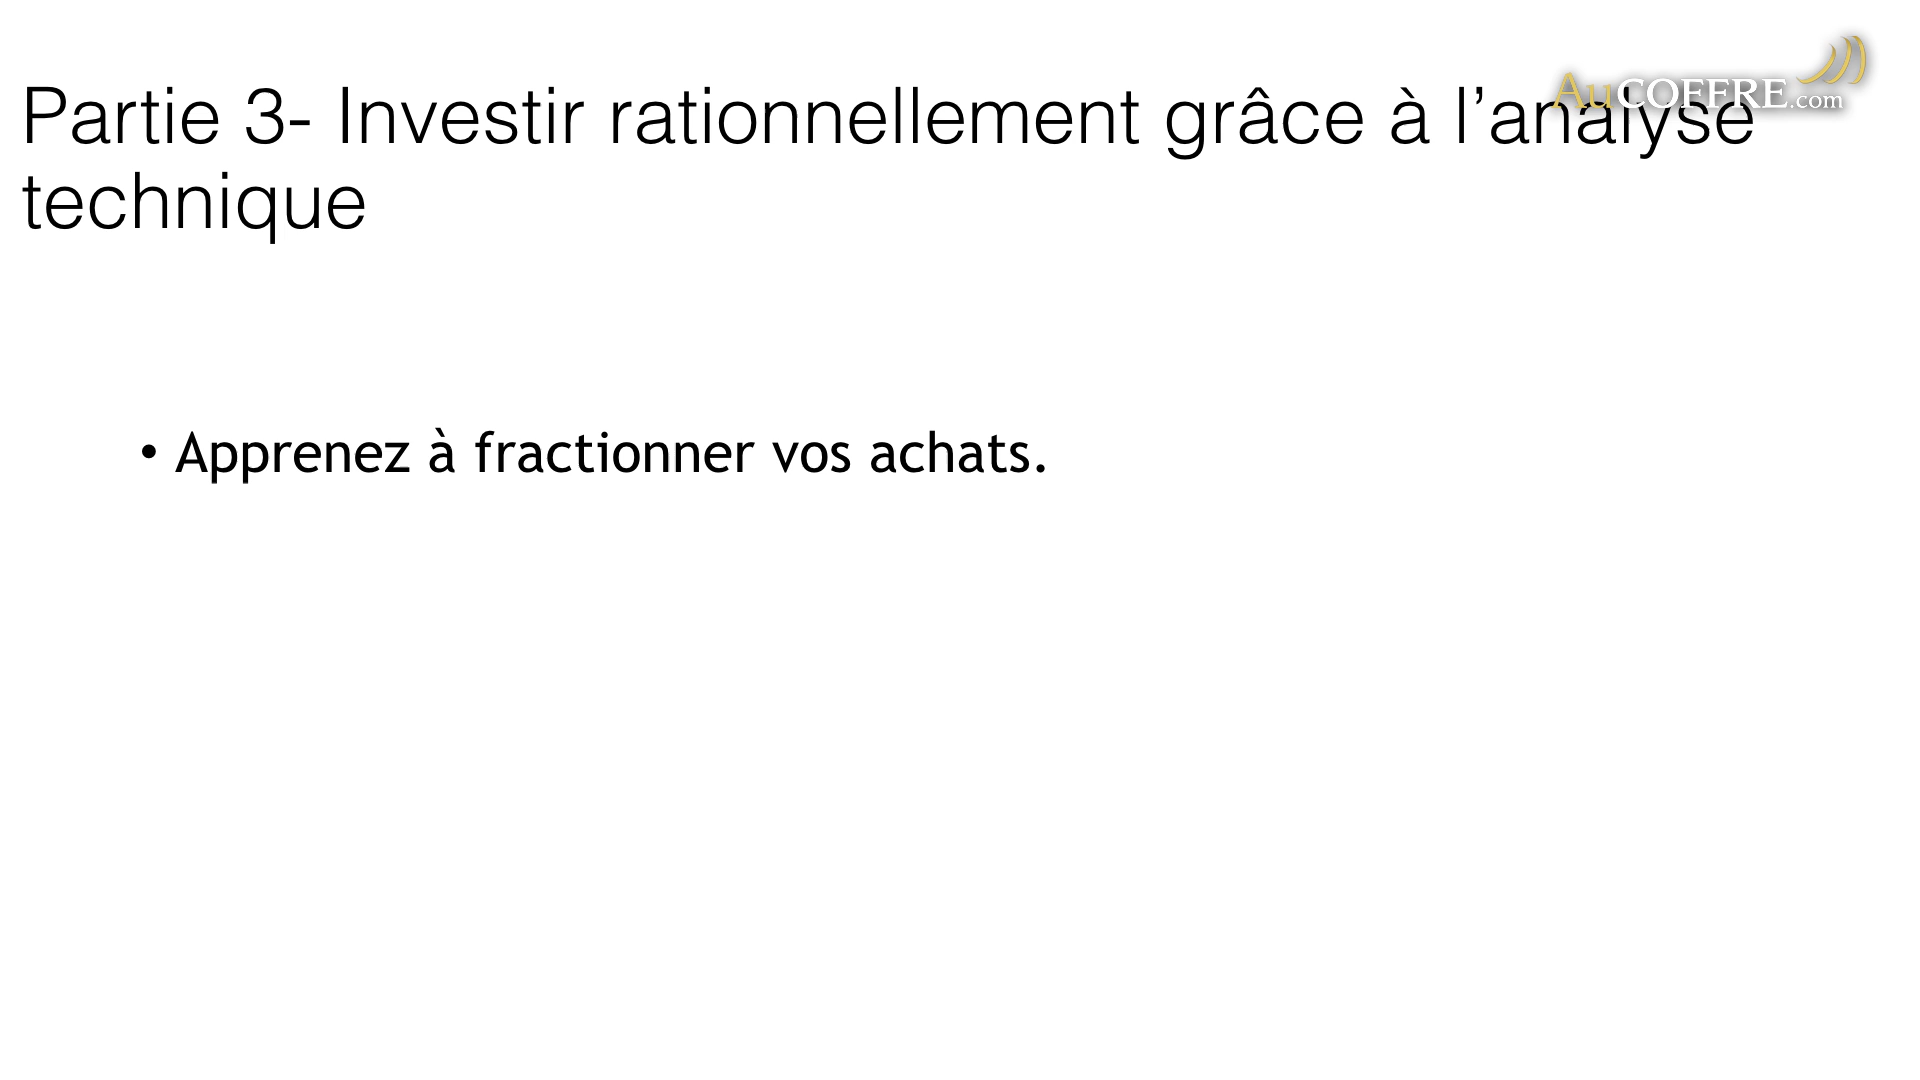 Partie 3- Investir rationnellement grâce à l’analyse
technique
AuCOFFRE.com
• Apprenez à fractionner vos achats.